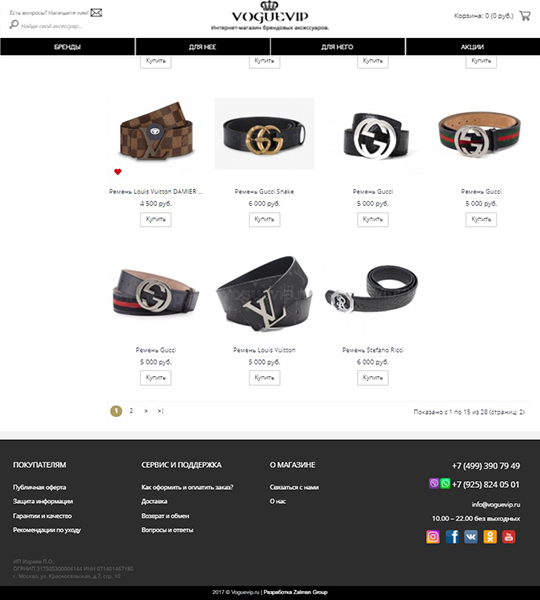 Есть вопросы? Напишите нам!
Найди свой аксессуар...
VOGUEVIP
Интернет-магазин брендовых аксессуаров.
Корзина: 0 (0 руб.)
БРЕНДЫ
ДЛЯ НЕЕ
ДЛЯ НЕГО
АКЦИИ
Купить
Купить
Купить
Купить
Ремень Louis Vuitton DAMIER ...
4 500 руб.
Купить
Ремень Gucci Snake
6 000 руб.
Купить
Ремень Gucci
5 000 руб.
Купить
Ремень Gucci
5 000 руб.
Купить
Ремень Gucci
5 000 руб.
Купить
Ремень Louis Vuitton
5 000 руб.
Купить
Ремень Stefano Ricci
6 000 руб.
Купить
1 2 > >|
Показано с 1 по 15 из 28 (страниц: 2)
ПОКУПАТЕЛЯМ
Публичная оферта
Защита информации
Гарантии и качество
Рекомендации по уходу
СЕРВИС И ПОДДЕРЖКА
Как оформить и оплатить заказ?
Доставка
Возврат и обмен
Вопросы и ответы
О МАГАЗИНЕ
Связаться с нами
О нас
+7 (499) 390 79 49
+7 (925) 824 05 01
info@voguevip.ru
10.00 – 22.00 без выходных
г. Москва, ул. Красносельская, д.7, стр. 10
2017 © Voguevip.ru | Разработка Zalman Group